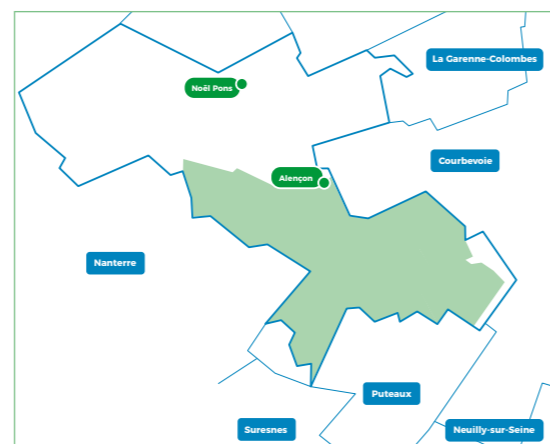 La Garenne-Colombes
Noël Pons
Courbevoie
Alençon
Nanterre
Puteaux
Suresnes
Neuilly-sur-Seine